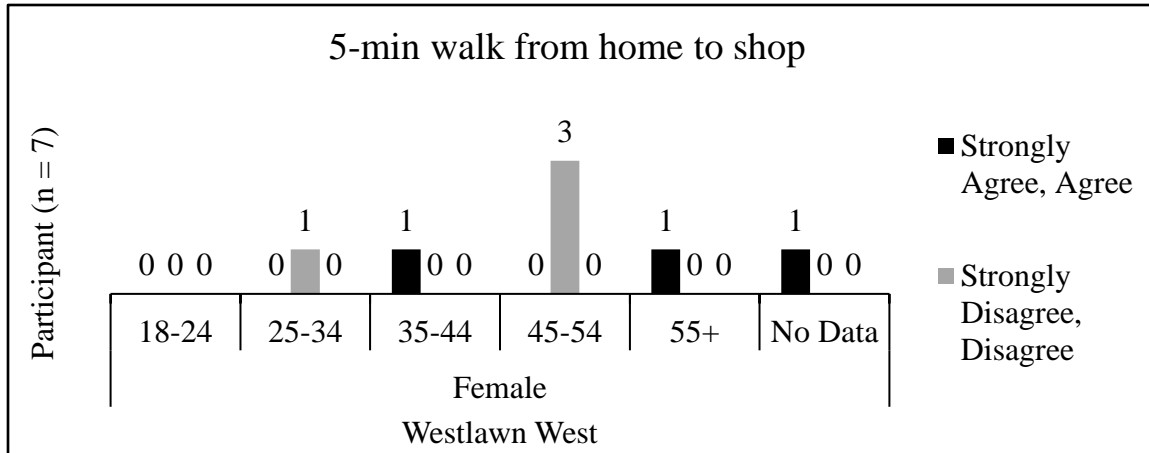 5-min walk from home to shop
Participant (n = 7)
3
1 1 1 1
0 0 0 0 0 0 0 0 0 0 0 0 0
18-24 25-34 35-44 45-54 55+ No Data
Female
Westlawn West
Strongly
Agree, Agree
Strongly
Disagree,
Disagree